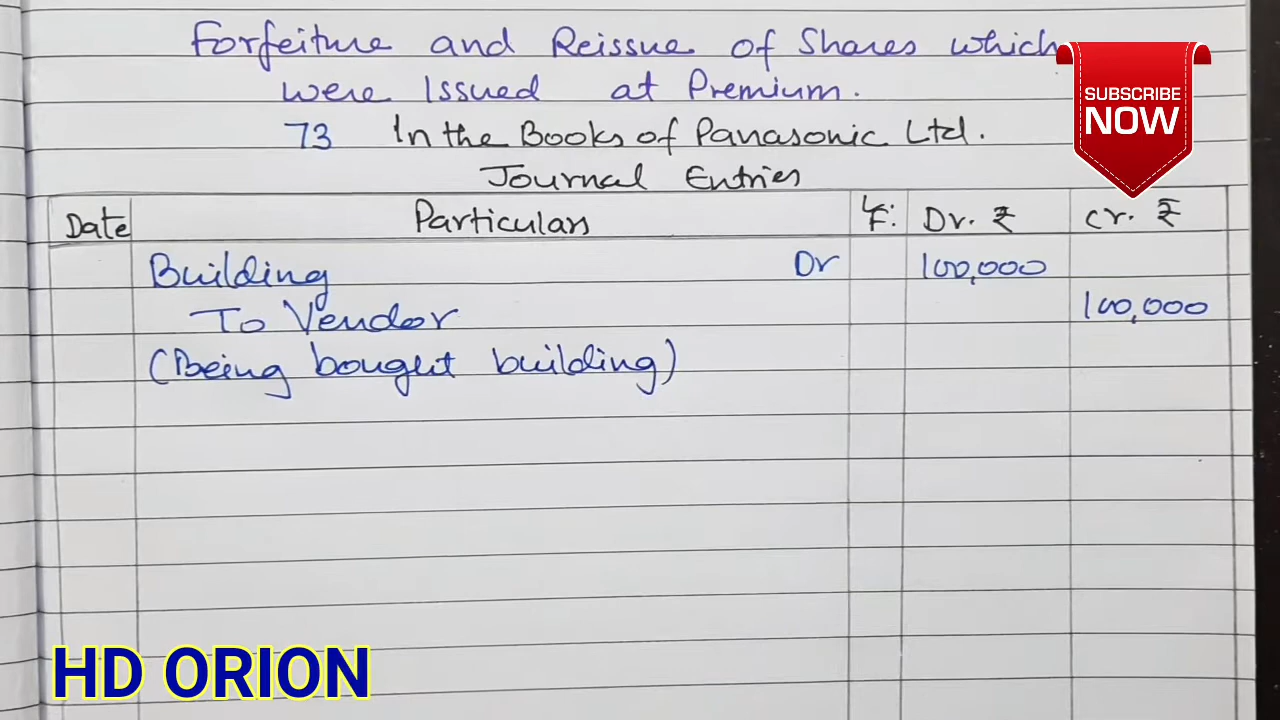 Forfeiture and Reissue of Shares which
were Issued at Premium.
SUBSCRIBE
NOW
73 In the Books of Panasonic Ltd.
Journal Entries
Date Particulars L.F. Dr. ₹ Cr. ₹
Building Dr 100,000
To Vendor 100,000
(Being bought building)
HD ORION